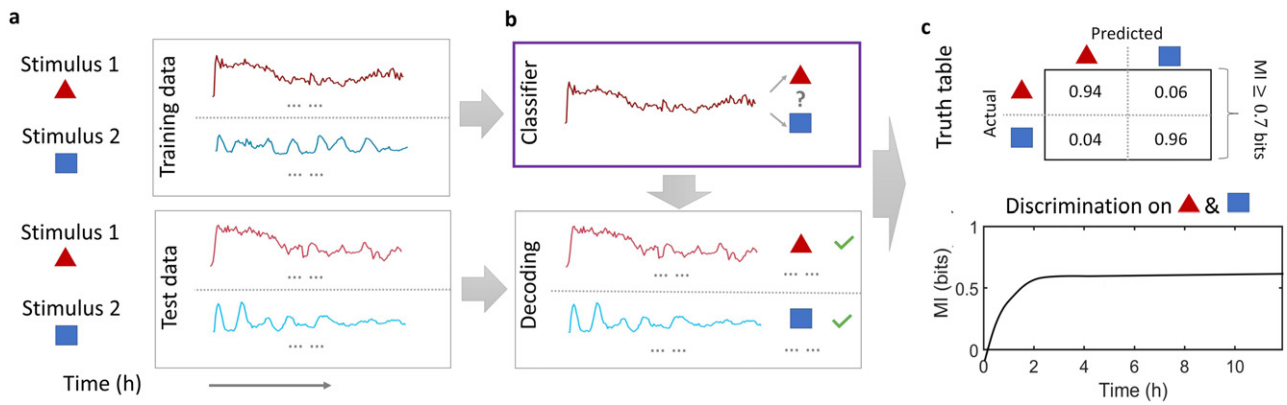 a
Stimulus 1
Stimulus 2
Training data
... ...
... ...
Stimulus 1
Stimulus 2
Test data
... ...
... ...
Time (h)
b
Classifier
?
Decoding
... ... ... ...
... ... ... ...
c
Truth table
Predicted
Actual
0.94 0.06
0.04 0.96
MI ≥ 0.7 bits
Discrimination on &
MI (bits)
1
0.5
0
0 2 4 6 8 10
Time (h)